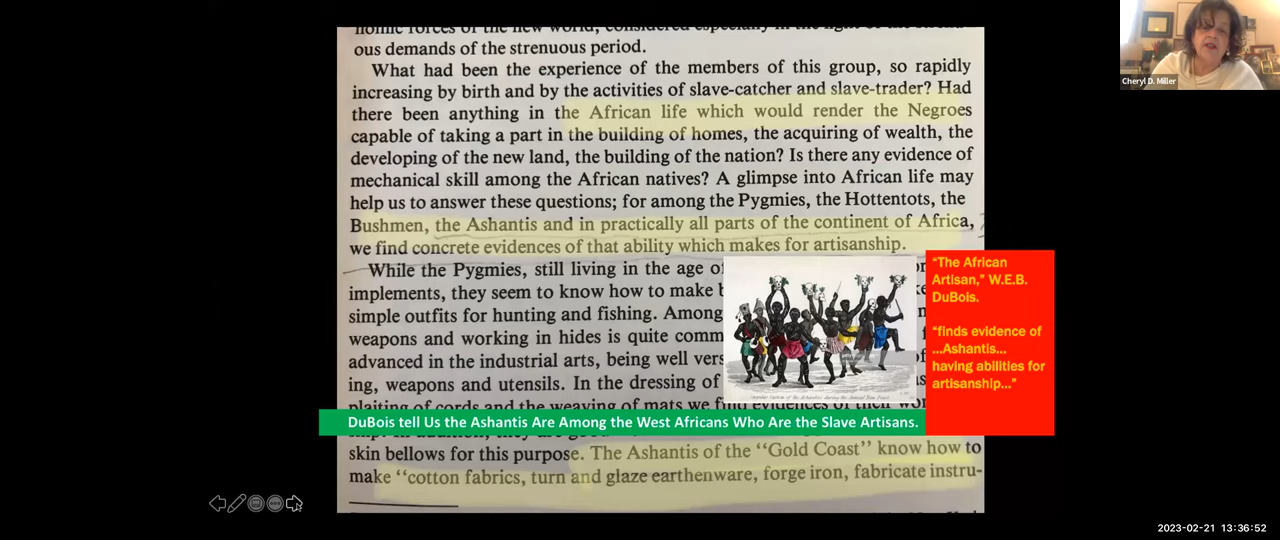 ous demands of the strenuous period.
What had been the experience of the members of this group, so rapidly
increasing by birth and by the activities of slave-catcher and slave-trader? Had
there been anything in the African life which would render the Negroes
capable of taking a part in the building of homes, the acquiring of wealth, the
developing of the new land, the building of the nation? Is there any evidence of
mechanical skill among the African natives? A glimpse into African life may
help us to answer these questions; for among the Pygmies, the Hottentots, the
Bushmen, the Ashantis and in practically all parts of the continent of Africa,
we find concrete evidences of that ability which makes for artisanship.
While the Pygmies, still living in the age
implements, they seem to know how to make
simple outfits for hunting and fishing. Among
weapons and working in hides is quite
advanced in the industrial arts, being well
ing, weapons and utensils. In the dressing of
plaiting of cords and the weaving of mats we find evidences of their
skin bellows for this purpose. The Ashantis of the “Gold Coast” know how to
make “cotton fabrics, turn and glaze earthenware, forge iron, fabricate instru-
“The African
Artisan,” W.E.B.
DuBois.
“finds evidence of
...Ashantis...
having abilities for
artisanship...”
DuBois tell Us the Ashantis Are Among the West Africans Who Are the Slave Artisans.
Cheryl D. Miller
2023-02-21 13:36:52